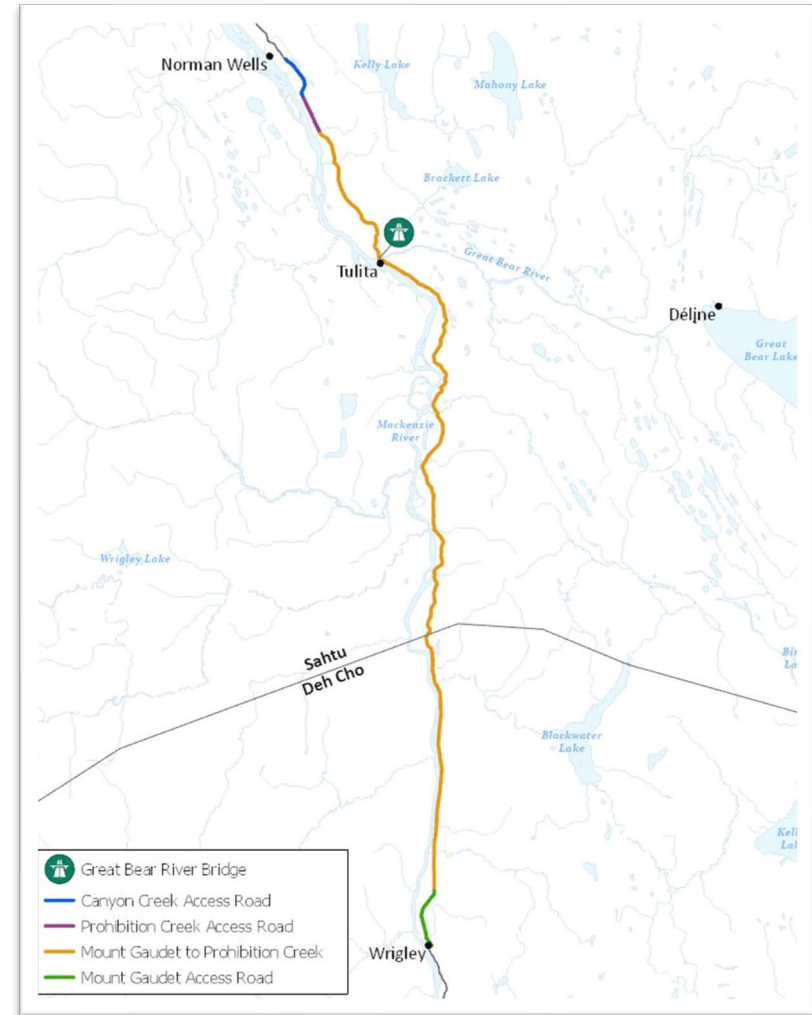 Norman Wells
Kelly Lake
Mahony Lake
Brackett Lake
Great Bear River
Tulita
Délįne
Great
Bear Lake
Mackenzie
River
Wrigley Lake
Sahtu
Deh Cho
Blackwater
Lake
Wrigley
Great Bear River Bridge
Canyon Creek Access Road
Prohibition Creek Access Road
Mount Gaudet to Prohibition Creek
Mount Gaudet Access Road